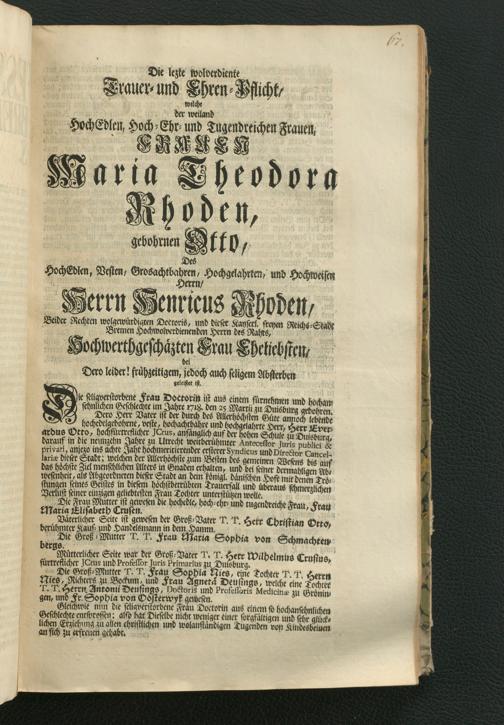 67.
Die lezte wolverdiente
Trauer- und Ehren-Pflicht/
wilche
der weiland
HochEdlen, Hoch-Ehr- und Tugendreichen Frauen,
FRAUEN
Maria Theodora
Rhoden,
gebohrnen Otto,
Des
HochEdlen, Vesten, Grosachtbahren, Hochgelahrten, und Hochweisen
Herrn/
Herrn Henricus Rhoden,
Beider Rechten wolgewürdigten Doctoris, und dieser Kayserl. freyen Reichs-Stadt
Bremen Hochwolverdienenden Herrn des Rahts,
Hochwerthgeschäzten Frau Eheliebsten,
bei
Dero leider! frühzeitigem, jedoch auch seligem Absterben
geleistet ist.
Die seligverstorbene Frau Doctorin ist aus einem fürnehmen und hochan-
sehnlichen Geschlechte im Jahre 1718. den 25 Martii zu Duisburg gebohren.
Dero Herr Vater ist der durch des Allerhöchsten Güte annoch lebende
hochedelgebohrne, veste, hochachtbahre und hochgelahrte Herr, Herr Ever-
ardus Otto, hochfürtreflicher JCtus, anfänglich auf der hohen Schule zu Duisburg,
darauf in die neunzehn Jahre zu Utrecht weitberühmter Antecessor Juris publici &
privati, anjezo ins achte Jahr hochmeritirender ersterer Syndicus und Director Cancel-
lariæ dieser Stadt; welchen der Allerhöchste zum Besten des gemeinen Wesens bis auf
das höchste Ziel menschlichen Alters in Gnaden erhalten, und bei seiner dermahligen Ab-
wesenheit, als Abgeordneten dieser Stadt an dem königl. dänischen Hofe mit denen Trö-
stungen seines Geistes in diesem höchstbetrübten Trauerfall und überaus schmerzlichen
Verlust seiner einzigen geliebtesten Frau Tochter unterstützen wolle.
Die Frau Mutter ist gewesen die hochedle, hoch-ehr- und tugendreiche Frau, Frau
Maria Elisabeth Crusen.
Väterlicher Seite ist gewesen der Groß-Vater T. T. Herr Christian Otto,
berühmter Kauf- und Handelsmann in dem Hamm.
Die Groß-Mutter T. T. Frau Maria Sophia von Schmachten-
bergs.
Mütterlicher Seite war der Groß-Vater T. T. Herr Wilhelmus Crusius,
fürtreflicher JCtus und Professor Juris Primarius zu Duisburg.
Die Groß-Mutter T. T. Frau Sophia Nies, eine Tochter T. T. Herrn
Nies, Richters zu Bochum, und Frau Agneta Deusings, welche eine Tochter
T. T. Herrn Antonii Deusings, Doctoris und Professoris Medicinæ zu Grönin-
gen, und Fr. Sophia von Oosterwyk gewesen.
Gleichwie nun die seligverstorbene Frau Doctorin aus einem so hochansehnlichen
Geschlechte entsprossen; also hat Dieselbe nicht weniger einer sorgfältigen und sehr glück-
lichen Erziehung zu allen christlichen und wolanständigen Tugenden von Kindesbeinen
an sich zu erfreuen gehabt.